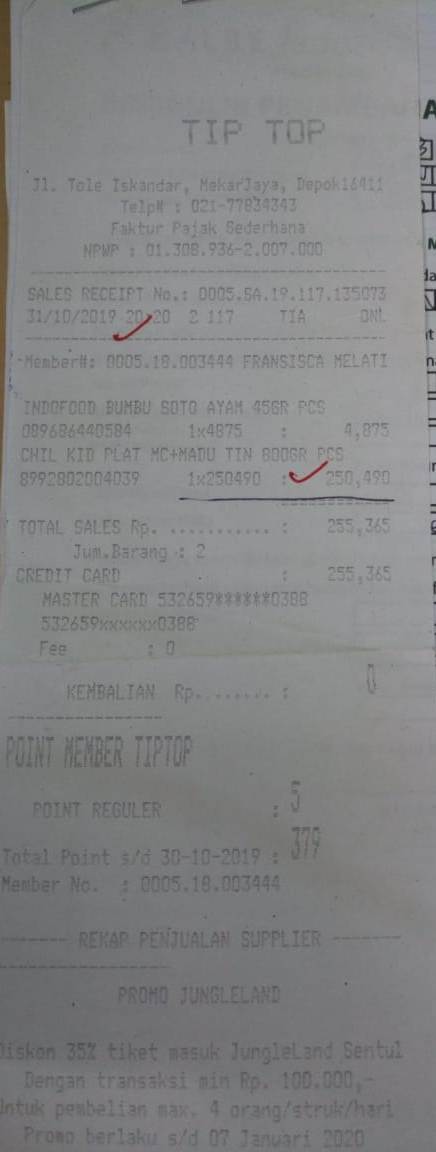 TIP TOP
Jl. Tole Iskandar, MekarJaya, Depok16411
Telp# : 021-77834343
Faktur Pajak Sederhana
NPWP : 01.308.936-2.007.000
SALES RECEIPT No.: 0005.SA.19.117.135073
31/10/2019 20:20 2 117 TIA ONL
Member#: 0005.18.003444 FRANSISCA MELATI
INDOFOOD BUMBU SOTO AYAM 45GR PCS
089686440584 1x4875 : 4,875
CHIL KID PLAT MC+MADU TIN 800GR PCS
8992802004039 1x250490 : 250,490
TOTAL SALES Rp. ........... : 255,365
Jum.Barang : 2
CREDIT CARD : 255,365
MASTER CARD 532659******0388
532659xxxxxx0388
Fee : 0
KEMBALIAN Rp........ : 0
POINT MEMBER TIPTOP
POINT REGULER : 5
Total Point s/d 30-10-2019 : 379
Member No. : 0005.18.003444
------- REKAP PENJUALAN SUPPLIER -------
PROMO JUNGLELAND
Diskon 35% tiket masuk JungleLand Sentul
Dengan transaksi min Rp. 100.000,-
Untuk pembelian max. 4 orang/struk/hari
Promo berlaku s/d 07 Januari 2020